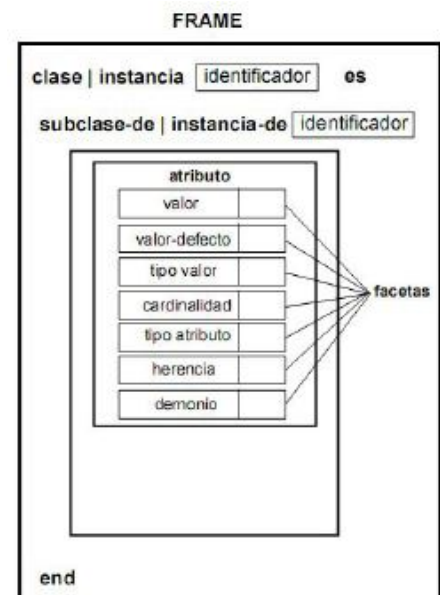 FRAME
clase | instancia identificador es
subclase-de | instancia-de identificador
atributo
valor
valor-defecto
tipo valor
cardinalidad
tipo atributo
herencia
demonio
facetas
end